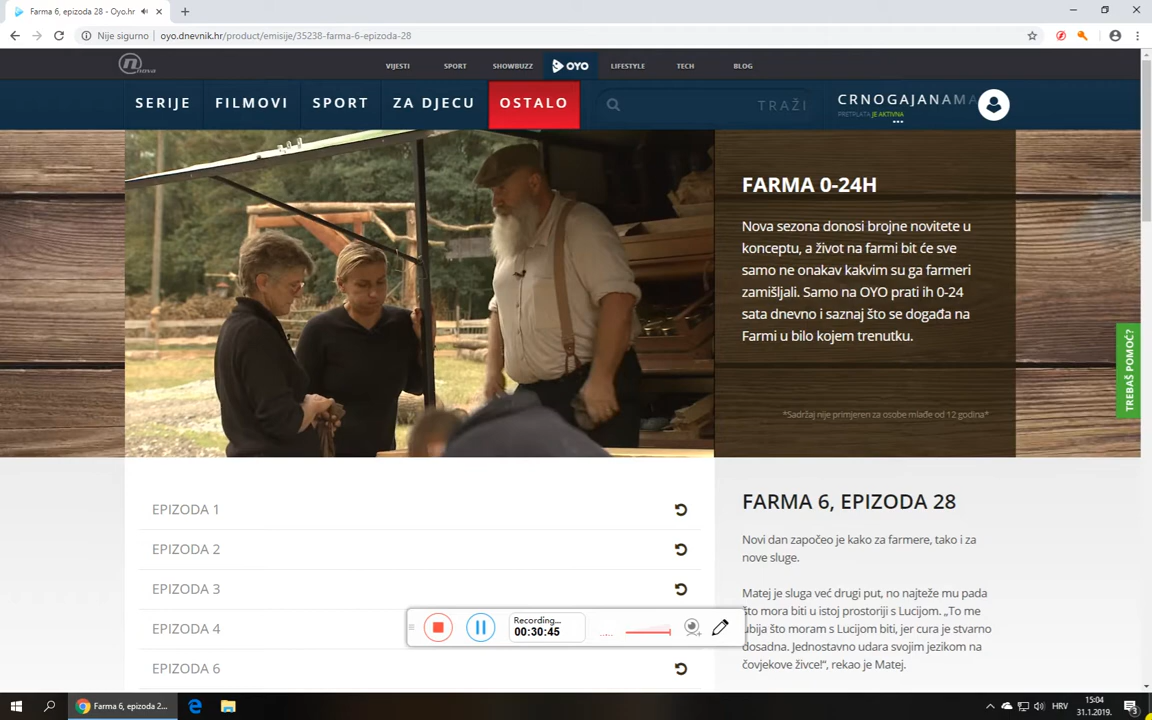 Farma 6, epizoda 28 - Oyo.hr
Nije sigurno
oyo.dnevnik.hr/product/emisije/35238-farma-6-epizoda-28
nova
VIJESTI
SPORT
SHOWBUZZ
OYO
LIFESTYLE
TECH
BLOG
SERIJE
FILMOVI
SPORT
ZA DJECU
OSTALO
TRAŽI
CRNOGAJANAMA
PRETPLATA JE AKTIVNA
FARMA 0-24H
Nova sezona donosi brojne novitete u
konceptu, a život na farmi bit će sve
samo ne onakav kakvim su ga farmeri
zamišljali. Samo na OYO prati ih 0-24
sata dnevno i saznaj što se događa na
Farmi u bilo kojem trenutku.
*Sadržaj nije primjeren za osobe mlađe od 12 godina*
TREBAŠ POMOĆ?
EPIZODA 1
EPIZODA 2
EPIZODA 3
EPIZODA 4
EPIZODA 6
FARMA 6, EPIZODA 28
Novi dan započeo je kako za farmere, tako i za
nove sluge.
Matej je sluga već drugi put, no najteže mu pada
što mora biti u istoj prostoriji s Lucijom. „To me
ubija što moram s Lucijom biti, jer cura je stvarno
dosadna. Jednostavno udara svojim jezikom na
čovjekove živce!“, rekao je Matej.
Recording...
00:30:45
Farma 6, epizoda 2...
HRV
15:04
31.1.2019.
3